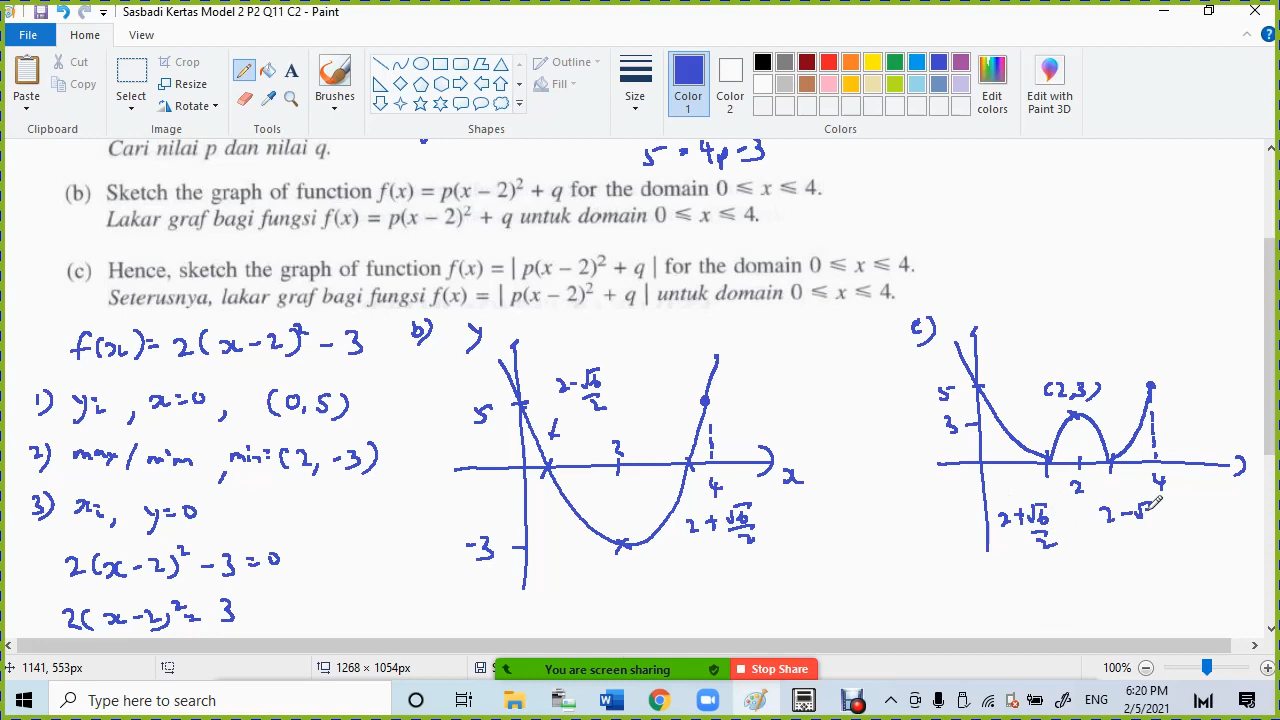 Sasbadi Kertas Model 2 P2 Q11 C2 - Paint
File Home View
Paste
Cut
Copy
Clipboard
Select
Crop
Resize
Rotate
Image
A
Tools
Brushes
Outline
Fill
Shapes
Size
Color 1
Color 2
Edit colors
Edit with Paint 3D
Colors
Cari nilai p dan nilai q.
5 = 4p - 3
(b) Sketch the graph of function f(x) = p(x – 2)² + q for the domain 0 ⩽ x ⩽ 4.
Lakar graf bagi fungsi f(x) = p(x – 2)² + q untuk domain 0 ⩽ x ⩽ 4.
(c) Hence, sketch the graph of function f(x) = | p(x – 2)² + q | for the domain 0 ⩽ x ⩽ 4.
Seterusnya, lakar graf bagi fungsi f(x) = | p(x – 2)² + q | untuk domain 0 ⩽ x ⩽ 4.
f(x) = 2(x-2)² - 3
1) y= , x=0 , (0, 5)
2) max / min , min = (2, -3)
3) x= , y=0
2(x-2)² - 3 = 0
2(x-2)² = 3
b)
y
2-√6/2
5
2
4
x
2+√6/2
-3
c)
5
3
(2,3)
2
4
2+√6/2
2-√
1141, 553px
1268 × 1054px
100%
You are screen sharing
Stop Share
Type here to search
6:20 PM
2/5/2021